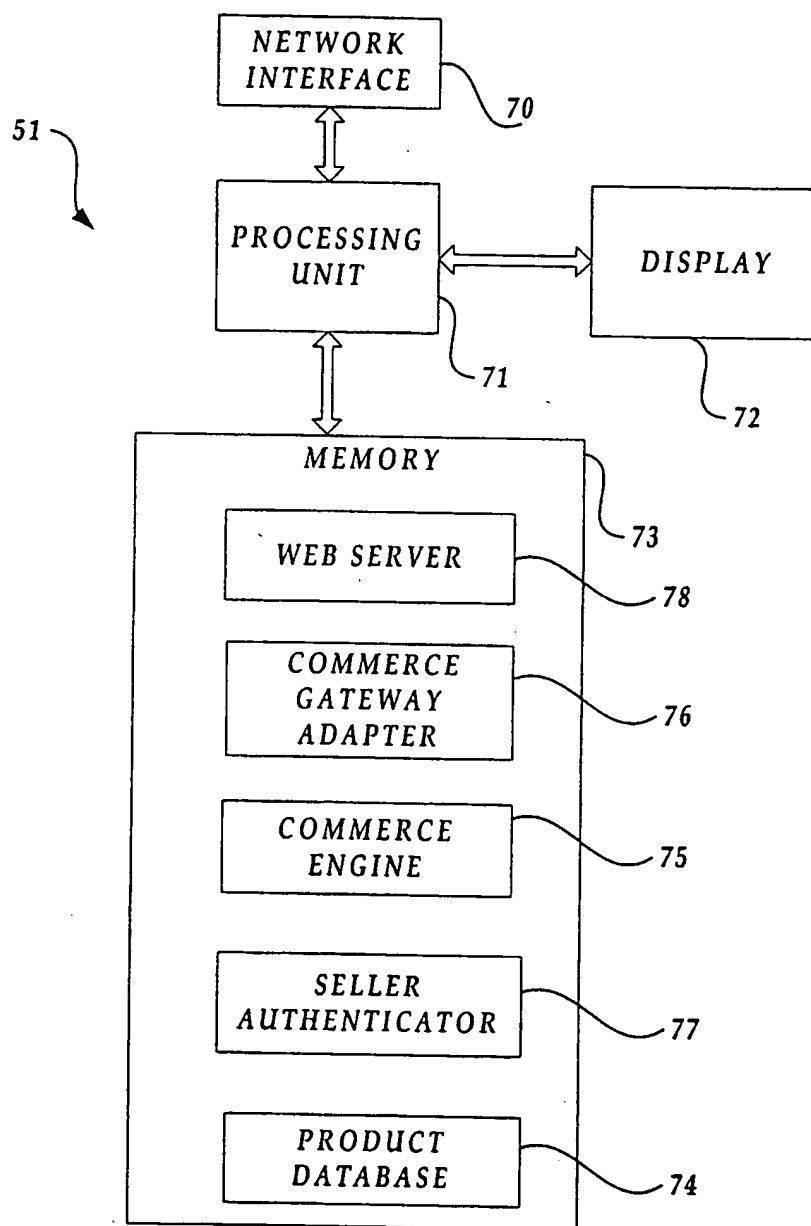 NETWORK
INTERFACE
70
51
PROCESSING
UNIT
71
DISPLAY
72
MEMORY
73
WEB SERVER
78
COMMERCE
GATEWAY
ADAPTER
76
COMMERCE
ENGINE
75
SELLER
AUTHENTICATOR
77
PRODUCT
DATABASE
74